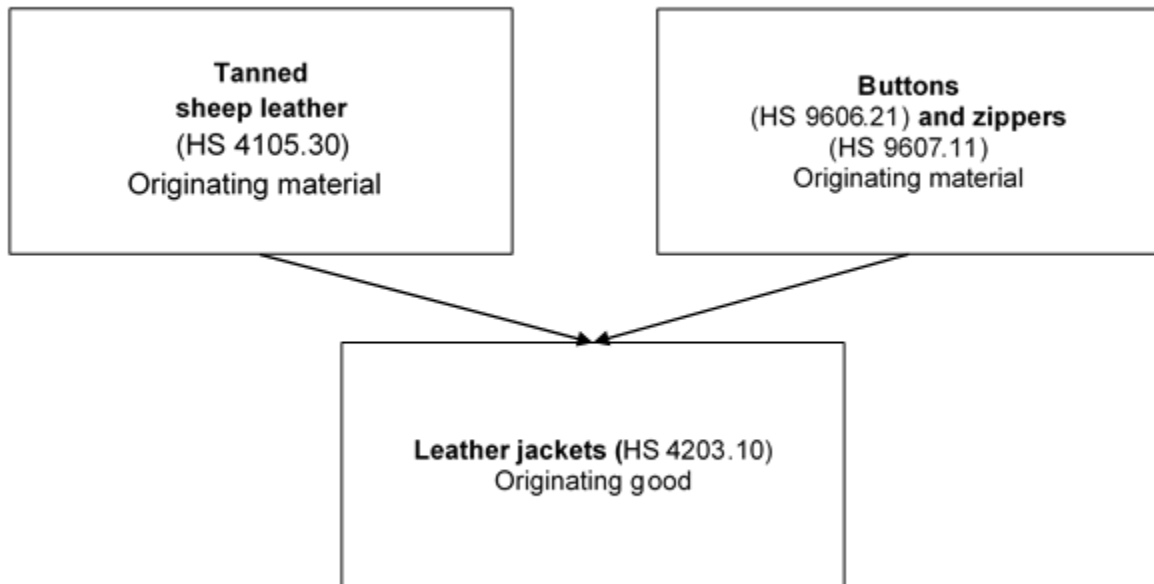 Tanned
sheep leather
(HS 4105.30)
Originating material
Buttons
(HS 9606.21) and zippers
(HS 9607.11)
Originating material
Leather jackets (HS 4203.10)
Originating good